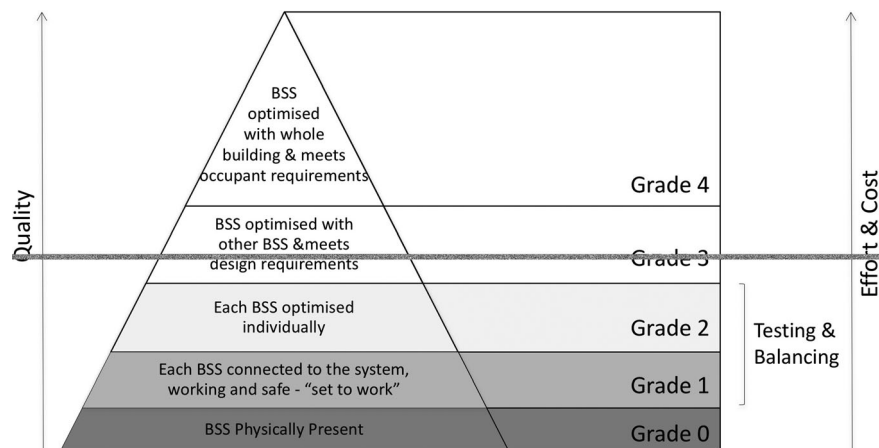 Quality
BSS
optimised
with whole
building & meets
occupant requirements
Grade 4
BSS optimised with
other BSS &meets
design requirements
Grade 3
Each BSS optimised
individually
Grade 2
Each BSS connected to the system,
working and safe - “set to work”
Grade 1
BSS Physically Present
Grade 0
Testing &
Balancing
Effort & Cost